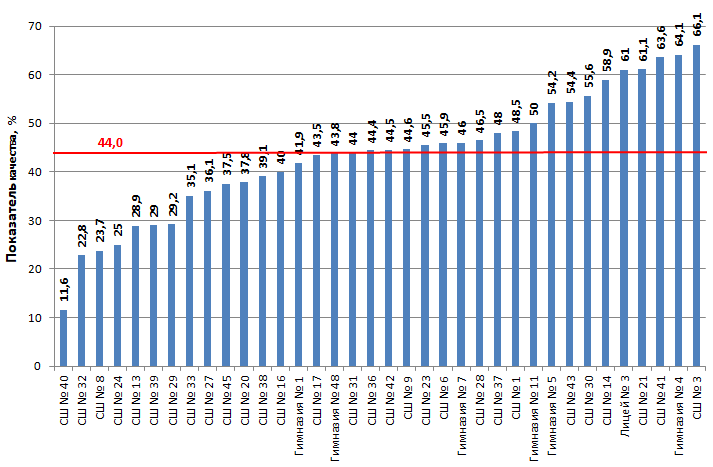 Показатель качества, %
70
60
50
40
30
20
10
0
44,0
11,6
22,8
23,7
25
28,9
29
29,2
35,1
36,1
37,5
37,8
39,1
40
41,9
43,5
43,8
44
44,4
44,5
44,6
45,5
45,9
46
46,5
48
48,5
50
54,2
54,4
55,6
58,9
61
61,1
63,6
64,1
66,1
СШ № 40
СШ № 32
СШ № 8
СШ № 24
СШ № 13
СШ № 39
СШ № 29
СШ № 33
СШ № 27
СШ № 45
СШ № 20
СШ № 38
СШ № 16
Гимназия № 1
СШ № 17
Гимназия № 48
СШ № 31
СШ № 36
СШ № 42
СШ № 9
СШ № 23
СШ № 6
Гимназия № 7
СШ № 28
СШ № 37
СШ № 1
Гимназия № 11
Гимназия № 5
СШ № 43
СШ № 30
СШ № 14
Лицей № 3
СШ № 21
СШ № 41
Гимназия № 4
СШ № 3